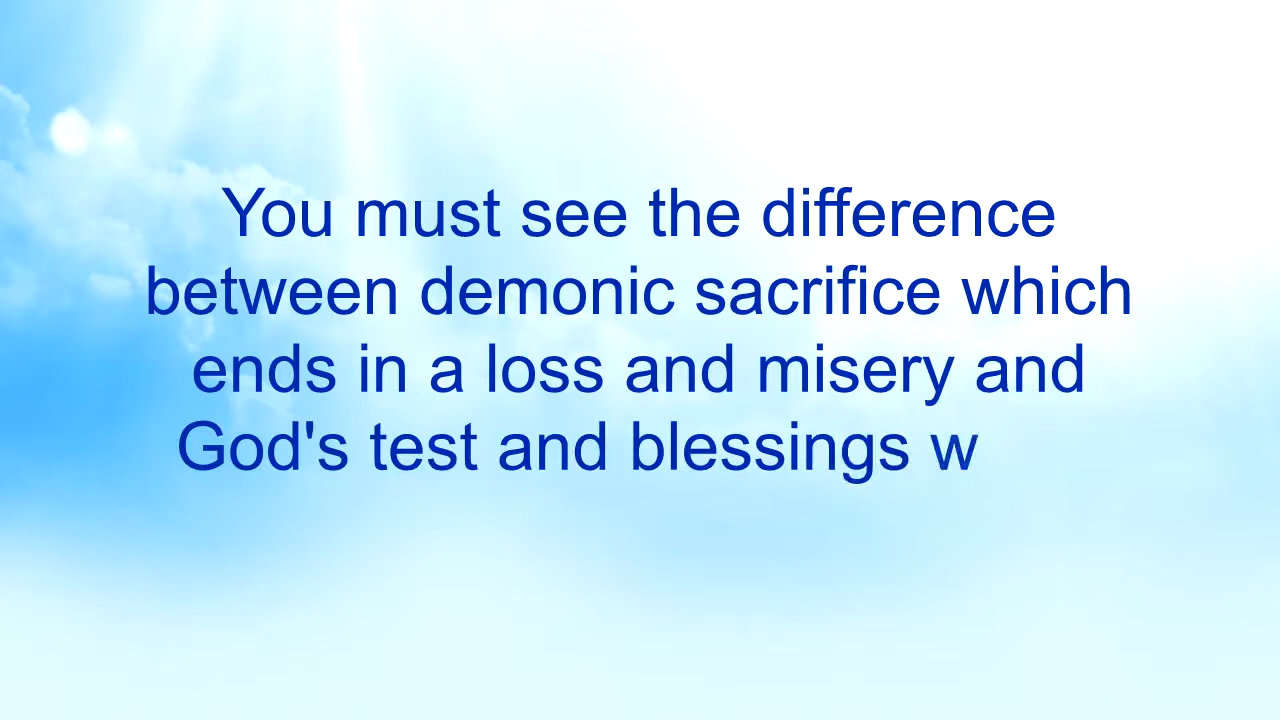 You must see the difference
between demonic sacrifice which
ends in a loss and misery and
God's test and blessings w